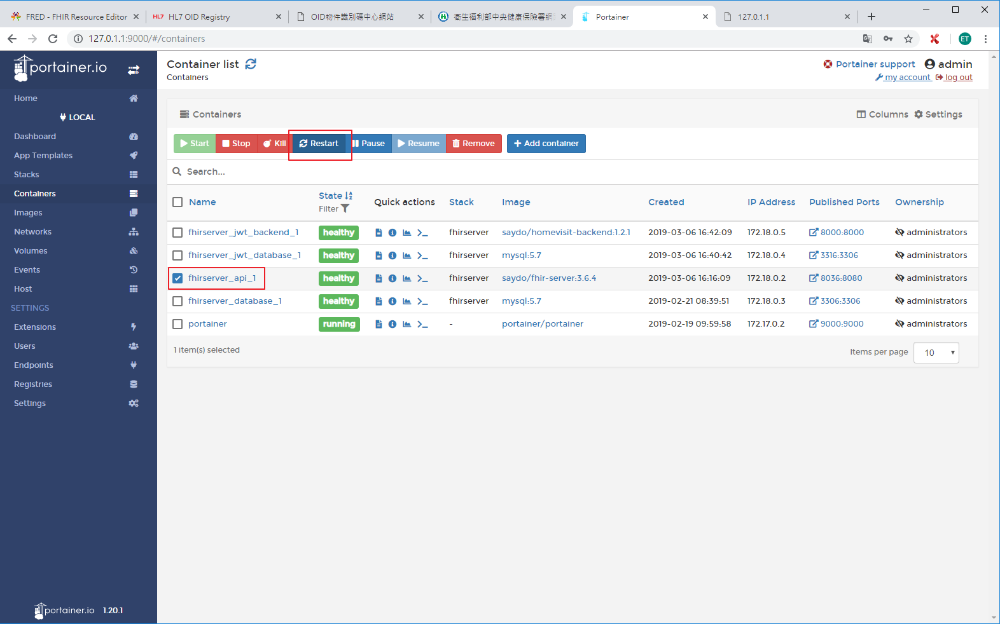 FRED - FHIR Resource Editor
HL7 HL7 OID Registry
OID物件識別碼中心網站
衛生福利部中央健康保險署網
Portainer
127.0.1.1
127.0.1.1:9000/#/containers
ET
portainer.io
Home
LOCAL
Dashboard
App Templates
Stacks
Containers
Images
Networks
Volumes
Events
Host
SETTINGS
Extensions
Users
Endpoints
Registries
Settings
portainer.io 1.20.1
Container list
Containers
Portainer support admin
my account log out
Containers
Columns Settings
Start Stop Kill Restart Pause Resume Remove Add container
Search...
Name State Filter Quick actions Stack Image Created IP Address Published Ports Ownership
fhirserver_jwt_backend_1 healthy fhirserver saydo/homevisit-backend:1.2.1 2019-03-06 16:42:09 172.18.0.5 8000:8000 administrators
fhirserver_jwt_database_1 healthy fhirserver mysql:5.7 2019-03-06 16:40:42 172.18.0.4 3316:3306 administrators
fhirserver_api_1 healthy fhirserver saydo/fhir-server:3.6.4 2019-03-06 16:16:09 172.18.0.2 8036:8080 administrators
fhirserver_database_1 healthy fhirserver mysql:5.7 2019-02-21 08:39:51 172.18.0.3 3306:3306 administrators
portainer running - portainer/portainer 2019-02-19 09:59:58 172.17.0.2 9000:9000 administrators
1 item(s) selected
Items per page 10